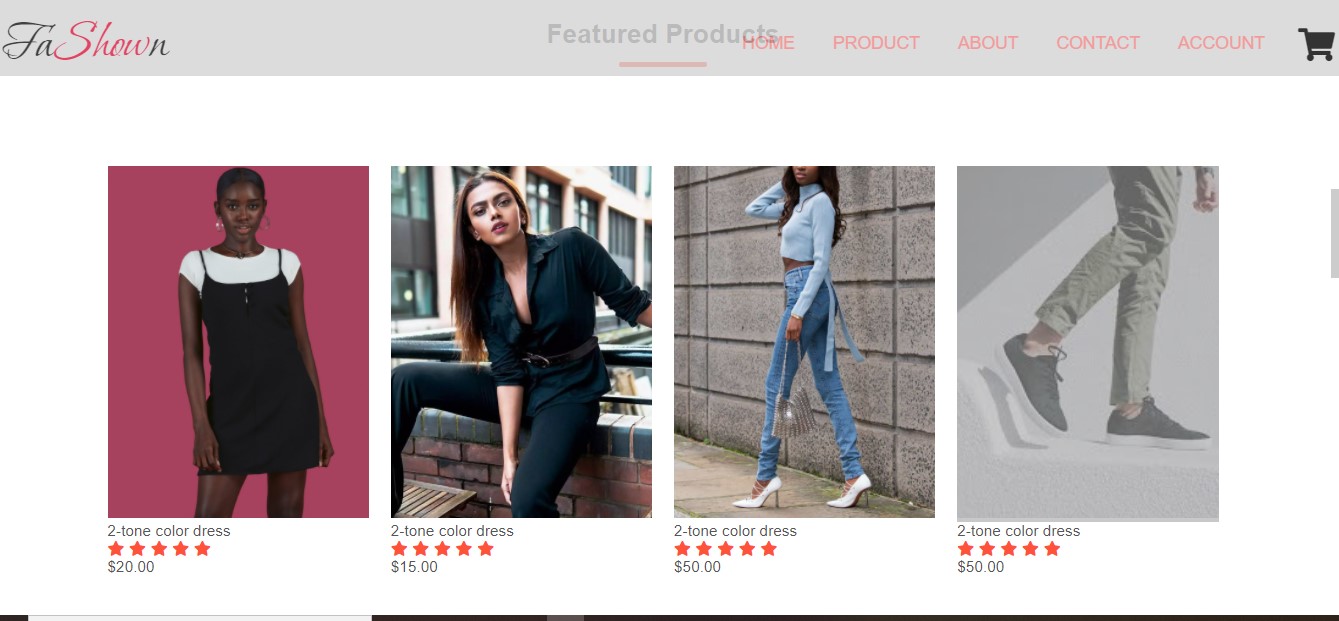 FaShown
Featured Products
HOME PRODUCT ABOUT CONTACT ACCOUNT
2-tone color dress
$20.00
2-tone color dress
$15.00
2-tone color dress
$50.00
2-tone color dress
$50.00